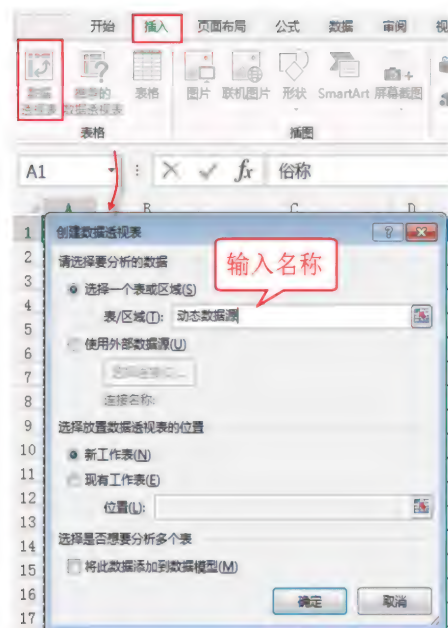 开始 插入 页面布局 公式 数据 审阅 视
数据 推荐的 表格 图片 联机图片 形状 SmartArt 屏幕截图
透视表 数据透视表
表格 插图
A1 fx 俗称
A B C D
1 创建数据透视表
2 请选择要分析的数据
输入名称
3 选择一个表或区域(S)
4 表/区域(T): 动态数据源
5
6 使用外部数据源(U)
7 选择连接(C)...
8 连接名称:
9 选择放置数据透视表的位置
10 新工作表(N)
11 现有工作表(E)
12 位置(L):
13
14 选择是否想要分析多个表
15 将此数据添加到数据模型(M)
16 确定 取消
17